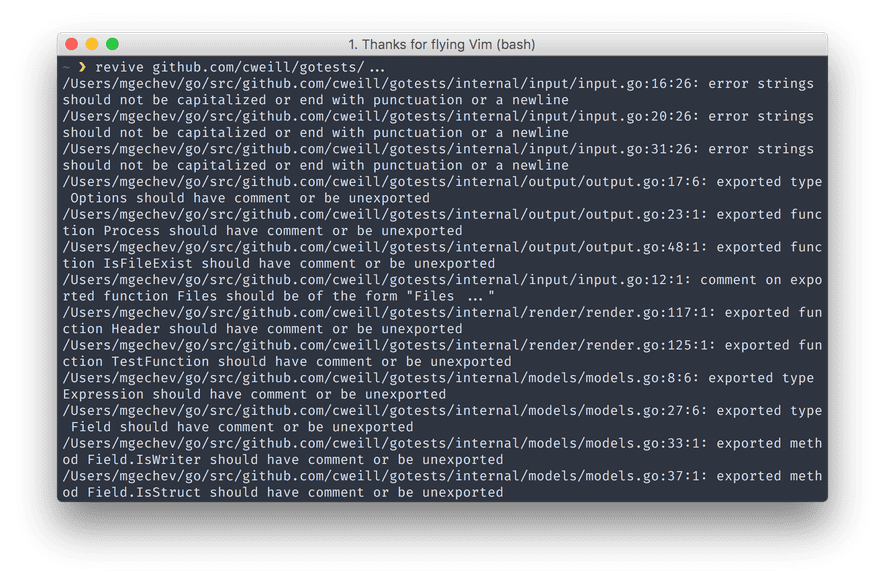 1. Thanks for flying Vim (bash)
~ ❯ revive github.com/cweill/gotests/...
/Users/mgechev/go/src/github.com/cweill/gotests/internal/input/input.go:16:26: error strings
should not be capitalized or end with punctuation or a newline
/Users/mgechev/go/src/github.com/cweill/gotests/internal/input/input.go:20:26: error strings
should not be capitalized or end with punctuation or a newline
/Users/mgechev/go/src/github.com/cweill/gotests/internal/input/input.go:31:26: error strings
should not be capitalized or end with punctuation or a newline
/Users/mgechev/go/src/github.com/cweill/gotests/internal/output/output.go:17:6: exported type
 Options should have comment or be unexported
/Users/mgechev/go/src/github.com/cweill/gotests/internal/output/output.go:23:1: exported func
tion Process should have comment or be unexported
/Users/mgechev/go/src/github.com/cweill/gotests/internal/output/output.go:48:1: exported func
tion IsFileExist should have comment or be unexported
/Users/mgechev/go/src/github.com/cweill/gotests/internal/input/input.go:12:1: comment on expo
rted function Files should be of the form "Files ..."
/Users/mgechev/go/src/github.com/cweill/gotests/internal/render/render.go:117:1: exported fun
ction Header should have comment or be unexported
/Users/mgechev/go/src/github.com/cweill/gotests/internal/render/render.go:125:1: exported fun
ction TestFunction should have comment or be unexported
/Users/mgechev/go/src/github.com/cweill/gotests/internal/models/models.go:8:6: exported type
Expression should have comment or be unexported
/Users/mgechev/go/src/github.com/cweill/gotests/internal/models/models.go:27:6: exported type
 Field should have comment or be unexported
/Users/mgechev/go/src/github.com/cweill/gotests/internal/models/models.go:33:1: exported meth
od Field.IsWriter should have comment or be unexported
/Users/mgechev/go/src/github.com/cweill/gotests/internal/models/models.go:37:1: exported meth
od Field.IsStruct should have comment or be unexported